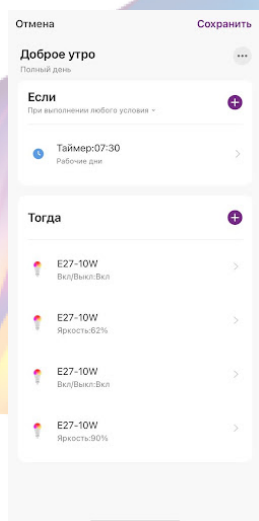 Отмена Сохранить
Доброе утро
Полный день
Если
При выполнении любого условия
Таймер:07:30
Рабочие дни
Тогда
E27-10W
Вкл/Выкл:Вкл
E27-10W
Яркость:62%
E27-10W
Вкл/Выкл:Вкл
E27-10W
Яркость:90%